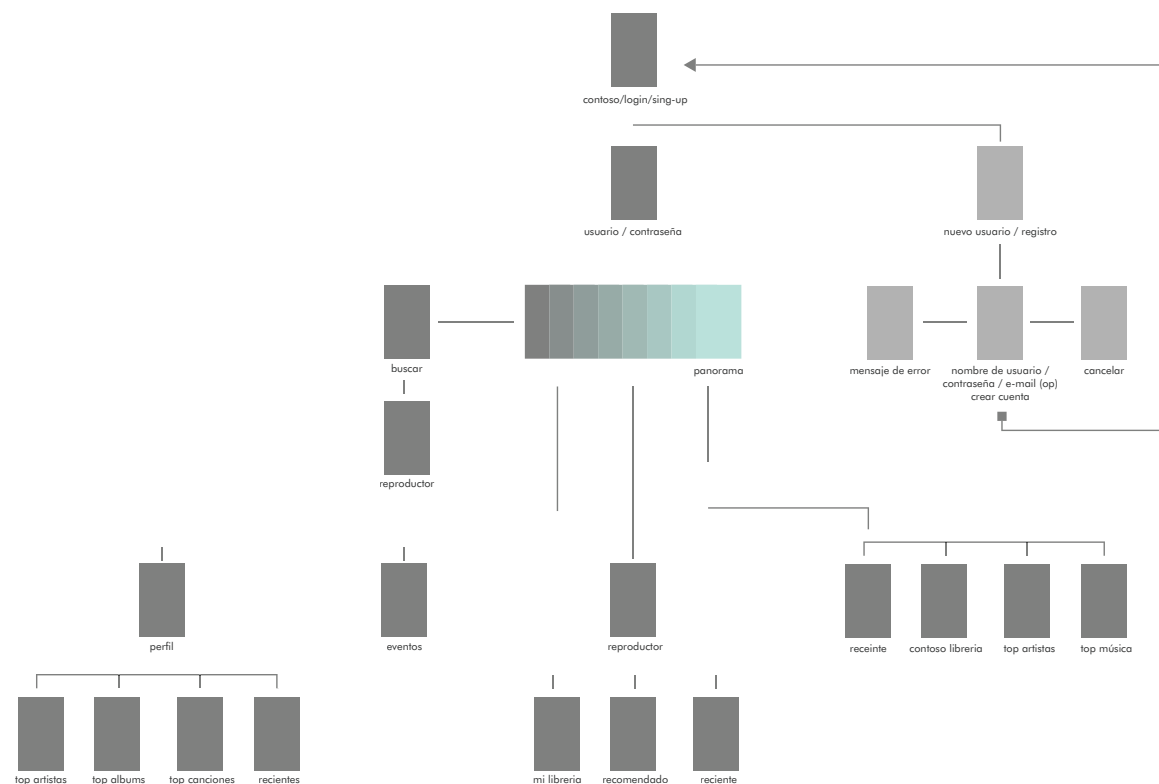 contoso/login/sing-up
usuario / contraseña
nuevo usuario / registro
buscar
panorama
mensaje de error
nombre de usuario /
contraseña / e-mail (op)
crear cuenta
cancelar
reproductor
perfil
eventos
reproductor
receinte
contoso libreria
top artistas
top música
top artistas
top albums
top canciones
recientes
mi libreria
recomendado
reciente